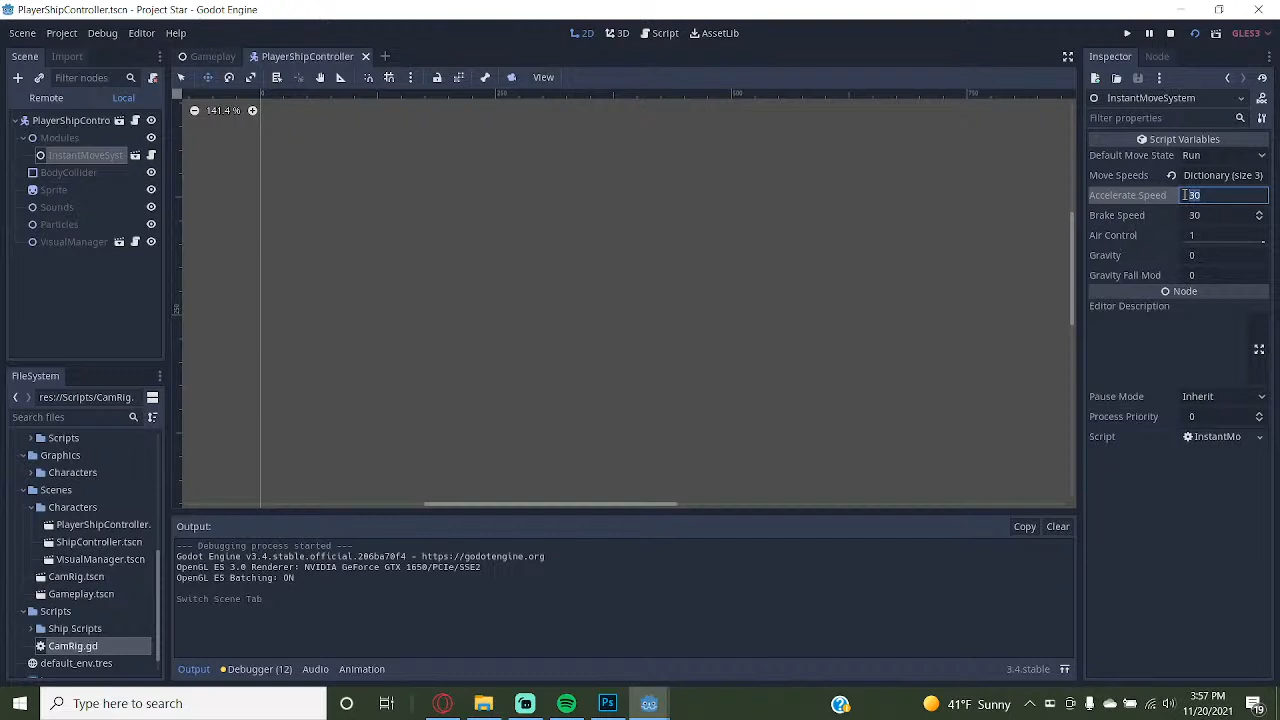 PlayerShipController.tscn - Project Star - Godot Engine
Scene Project Debug Editor Help
2D 3D Script AssetLib
GLES3
Scene Import
Gameplay PlayerShipController
Inspector Node
Filter nodes
View
Remote Local
141.4 %
0 250 500 750
250
PlayerShipContro
Modules
InstantMoveSyst
BodyCollider
Sprite
Sounds
Particles
VisualManager
InstantMoveSystem
Filter properties
Script Variables
Default Move State Run
Move Speeds Dictionary (size 3)
Accelerate Speed 30
Brake Speed 30
Air Control 1
Gravity 0
Gravity Fall Mod 0
Node
Editor Description
Pause Mode Inherit
Process Priority 0
Script InstantMo
FileSystem
res://Scripts/CamRig.
Search files
Scripts
Graphics
Characters
Scenes
Characters
PlayerShipController.
ShipController.tscn
VisualManager.tscn
CamRig.tscn
Gameplay.tscn
Scripts
Ship Scripts
CamRig.gd
default_env.tres
Output: Copy Clear
--- Debugging process started ---
Godot Engine v3.4.stable.official.206ba70f4 - https://godotengine.org
OpenGL ES 3.0 Renderer: NVIDIA GeForce GTX 1650/PCIe/SSE2
OpenGL ES Batching: ON
Switch Scene Tab
Output Debugger (12) Audio Animation 3.4.stable
Type here to search
Ps
41°F Sunny
3:57 PM
11/20/2021
19